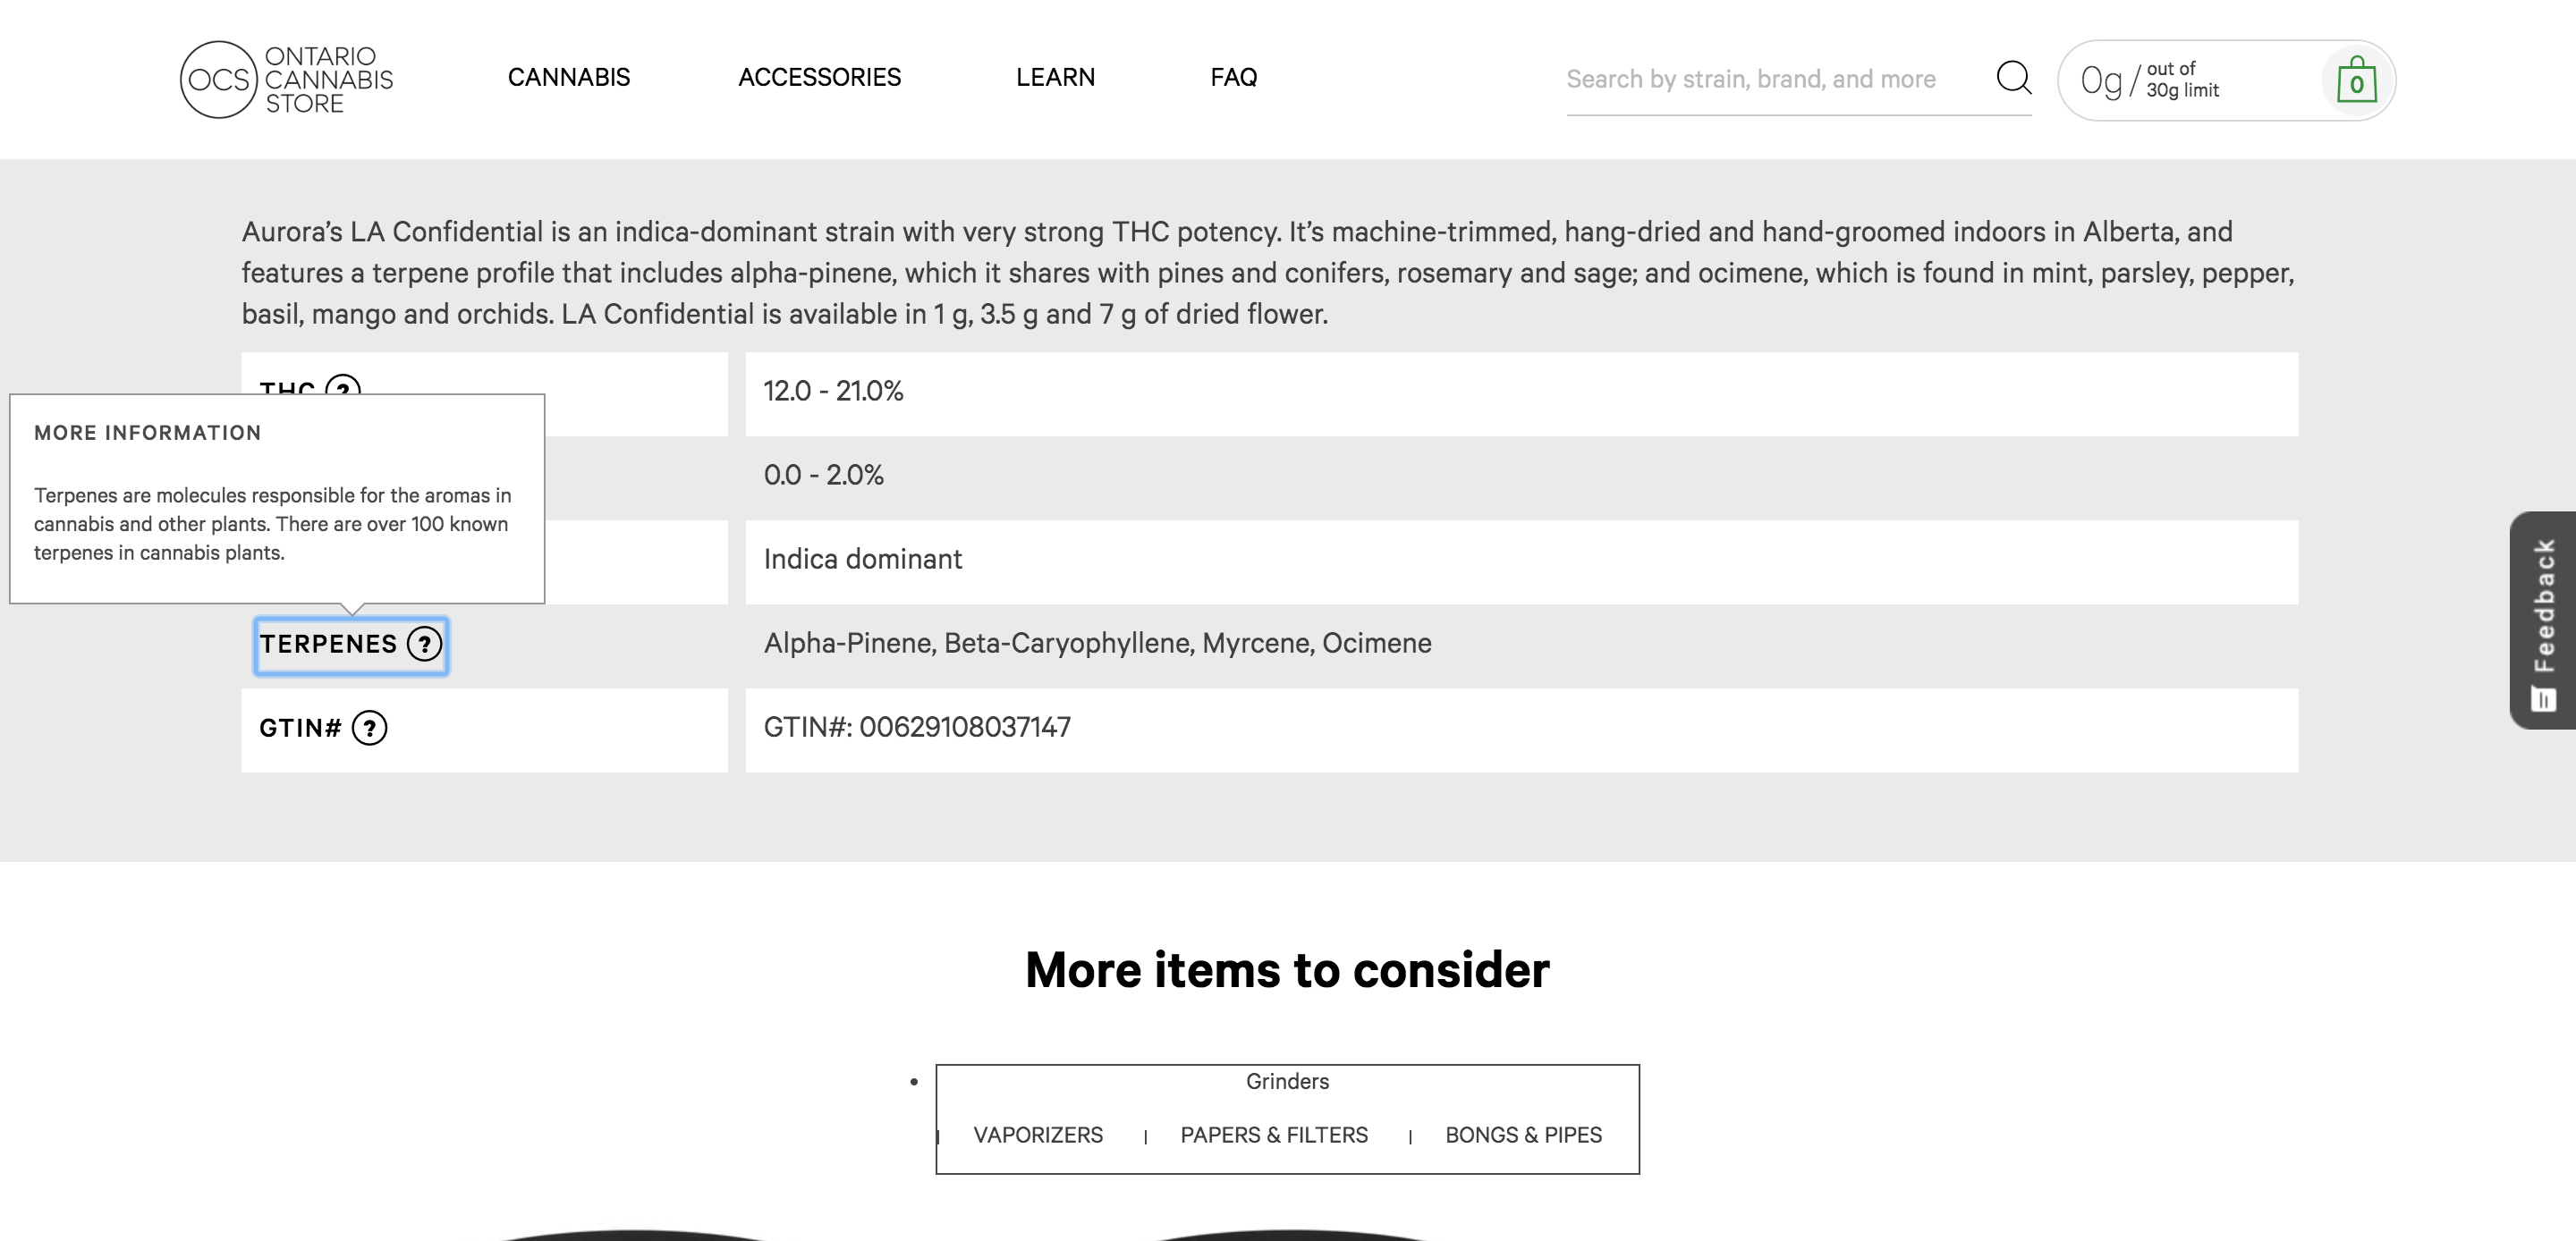 OCS
ONTARIO
CANNABIS
STORE
CANNABIS
ACCESSORIES
LEARN
FAQ
Search by strain, brand, and more
0g/
out of
30g limit
0
Aurora’s LA Confidential is an indica-dominant strain with very strong THC potency. It’s machine-trimmed, hang-dried and hand-groomed indoors in Alberta, and
features a terpene profile that includes alpha-pinene, which it shares with pines and conifers, rosemary and sage; and ocimene, which is found in mint, parsley, pepper,
basil, mango and orchids. LA Confidential is available in 1 g, 3.5 g and 7 g of dried flower.
THC ?
12.0 - 21.0%
MORE INFORMATION
Terpenes are molecules responsible for the aromas in
cannabis and other plants. There are over 100 known
terpenes in cannabis plants.
0.0 - 2.0%
Indica dominant
TERPENES ?
Alpha-Pinene, Beta-Caryophyllene, Myrcene, Ocimene
GTIN# ?
GTIN#: 00629108037147
Feedback
More items to consider
• Grinders
| VAPORIZERS | PAPERS & FILTERS | BONGS & PIPES